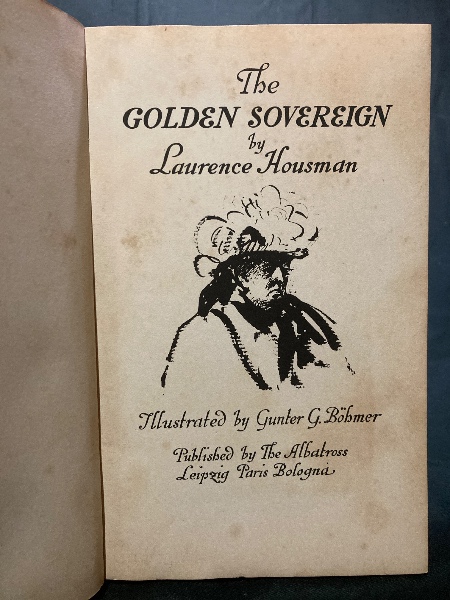 The
GOLDEN SOVEREIGN
by
Laurence Housman
Illustrated by Gunter G. Böhmer
Published by The Albatross
Leipzig Paris Bologna